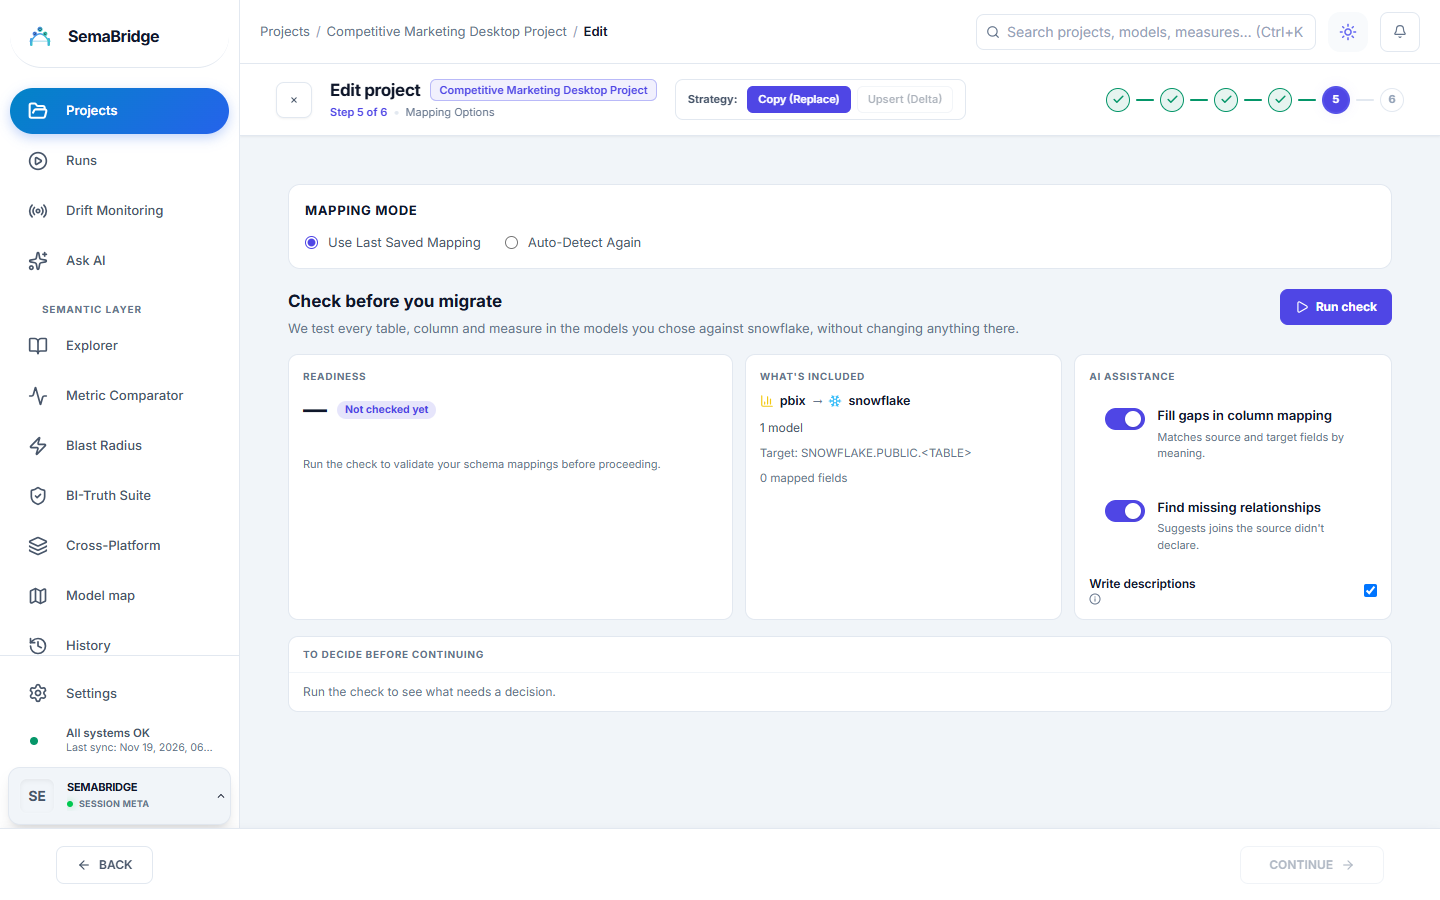 SemaBridge
Projects / Competitive Marketing Desktop Project / Edit
Search projects, models, measures... (Ctrl+K
Projects
Runs
Drift Monitoring
Ask AI
SEMANTIC LAYER
Explorer
Metric Comparator
Blast Radius
BI-Truth Suite
Cross-Platform
Model map
History
Settings
All systems OK
Last sync: Nov 19, 2026, 06...
SE
SEMABRIDGE
SESSION META
×
Edit project
Competitive Marketing Desktop Project
Step 5 of 6 • Mapping Options
Strategy:
Copy (Replace)
Upsert (Delta)
5
6
MAPPING MODE
Use Last Saved Mapping
Auto-Detect Again
Check before you migrate
We test every table, column and measure in the models you chose against snowflake, without changing anything there.
Run check
READINESS
— Not checked yet
Run the check to validate your schema mappings before proceeding.
WHAT'S INCLUDED
pbix → snowflake
1 model
Target: SNOWFLAKE.PUBLIC.<TABLE>
0 mapped fields
AI ASSISTANCE
Fill gaps in column mapping
Matches source and target fields by
meaning.
Find missing relationships
Suggests joins the source didn't
declare.
Write descriptions
TO DECIDE BEFORE CONTINUING
Run the check to see what needs a decision.
← BACK
CONTINUE →